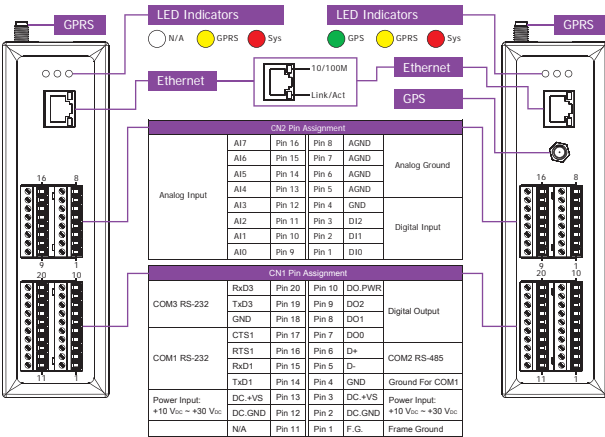 GPRS
LED Indicators
N/A GPRS Sys
LED Indicators
GPS GPRS Sys
GPRS
Ethernet
10/100M
Link/Act
Ethernet
GPS
CN2 Pin Assignment
Analog Input
AI7 Pin 16 Pin 8 AGND
AI6 Pin 15 Pin 7 AGND
AI5 Pin 14 Pin 6 AGND
AI4 Pin 13 Pin 5 AGND
Analog Ground
AI3 Pin 12 Pin 4 GND
AI2 Pin 11 Pin 3 DI2
AI1 Pin 10 Pin 2 DI1
AI0 Pin 9 Pin 1 DI0
Digital Input
CN1 Pin Assignment
COM3 RS-232
RxD3 Pin 20 Pin 10 DO.PWR
TxD3 Pin 19 Pin 9 DO2
GND Pin 18 Pin 8 DO1
CTS1 Pin 17 Pin 7 DO0
Digital Output
COM1 RS-232
RTS1 Pin 16 Pin 6 D+
RxD1 Pin 15 Pin 5 D-
COM2 RS-485
TxD1 Pin 14 Pin 4 GND Ground For COM1
Power Input:
+10 VDC ~ +30 VDC
DC.+VS Pin 13 Pin 3 DC.+VS
DC.GND Pin 12 Pin 2 DC.GND
Power Input:
+10 VDC ~ +30 VDC
N/A Pin 11 Pin 1 F.G. Frame Ground
16 8
9 1
20 10
11 1
16 8
9 1
20 10
11 1